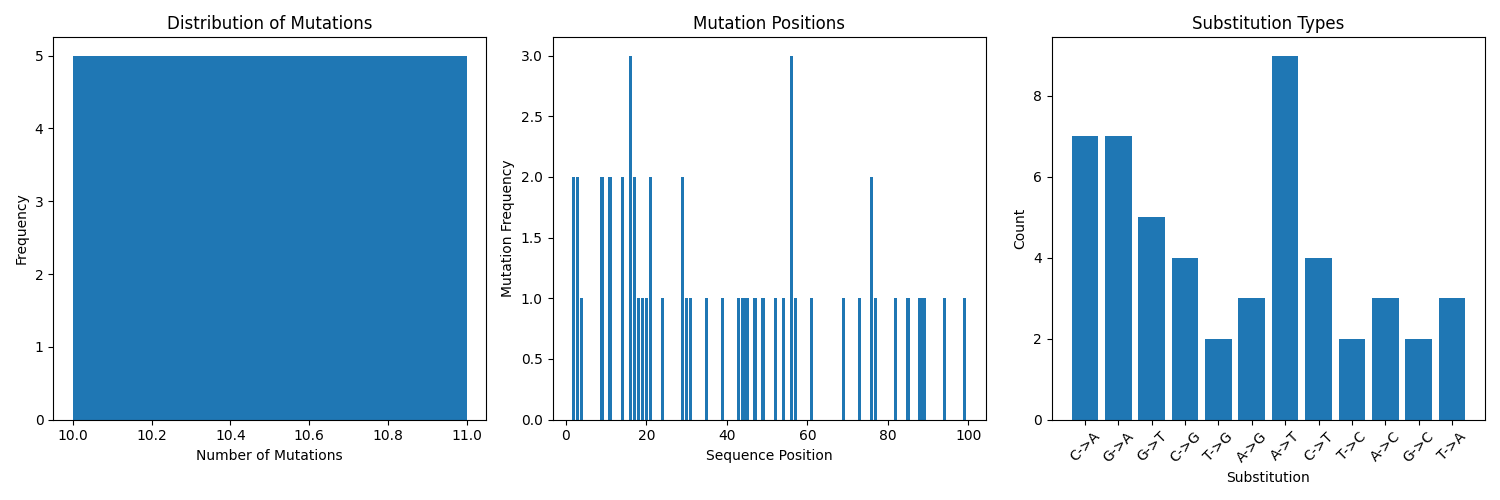 Distribution of Mutations
Frequency
5
4
3
2
1
0
10.0 10.2 10.4 10.6 10.8 11.0
Number of Mutations
Mutation Positions
Mutation Frequency
3.0
2.5
2.0
1.5
1.0
0.5
0.0
0 20 40 60 80 100
Sequence Position
Substitution Types
Count
8
6
4
2
0
C->A G->A G->T C->G T->G A->G A->T C->T T->C A->C G->C T->A
Substitution